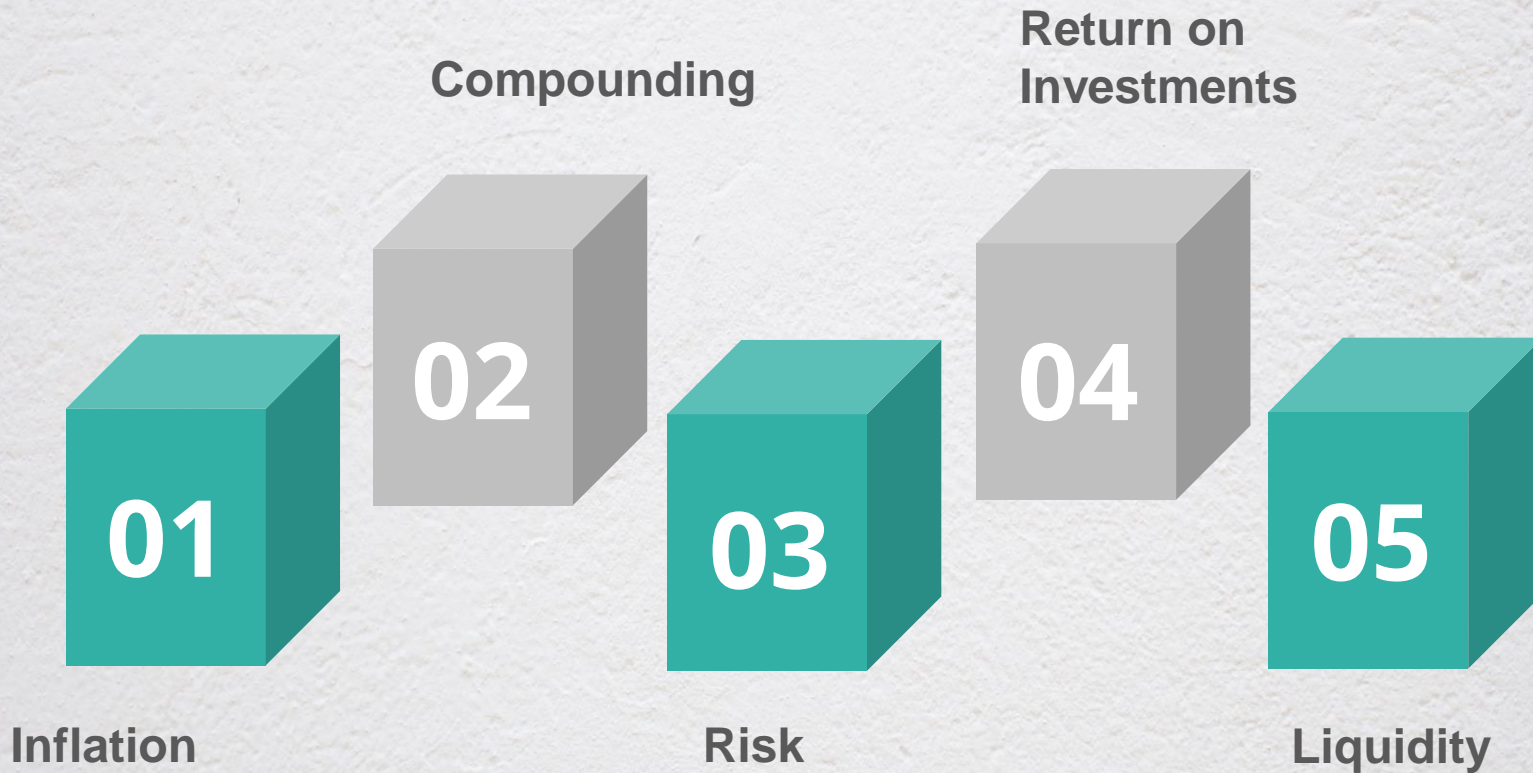 01
Inflation
Compounding
02
03
Risk
Return on
Investments
04
05
Liquidity